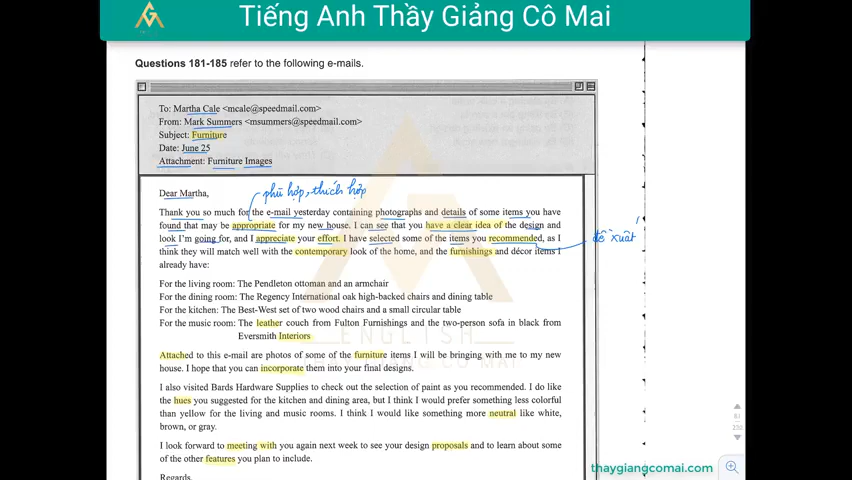 Tiếng Anh Thầy Giảng Cô Mai
Questions 181-185 refer to the following e-mails.
To: Martha Cale <mcale@speedmail.com>
From: Mark Summers <msummers@speedmail.com>
Subject: Furniture
Date: June 25
Attachment: Furniture Images
Dear Martha,
phù hợp, thích hợp
Thank you so much for the e-mail yesterday containing photographs and details of some items you have
found that may be appropriate for my new house. I can see that you have a clear idea of the design and
look I'm going for, and I appreciate your effort. I have selected some of the items you recommended, as I
đề xuất
think they will match well with the contemporary look of the home, and the furnishings and décor items I
already have:
For the living room: The Pendleton ottoman and an armchair
For the dining room: The Regency International oak high-backed chairs and dining table
For the kitchen: The Best-West set of two wood chairs and a small circular table
For the music room: The leather couch from Fulton Furnishings and the two-person sofa in black from
Eversmith Interiors
ENGLISH
THAY GIANG CO MAI
Attached to this e-mail are photos of some of the furniture items I will be bringing with me to my new
house. I hope that you can incorporate them into your final designs.
I also visited Bards Hardware Supplies to check out the selection of paint as you recommended. I do like
the hues you suggested for the kitchen and dining area, but I think I would prefer something less colorful
than yellow for the living and music rooms. I think I would like something more neutral like white,
brown, or gray.
I look forward to meeting with you again next week to see your design proposals and to learn about some
of the other features you plan to include.
thaygiangcomai.com
Regards,